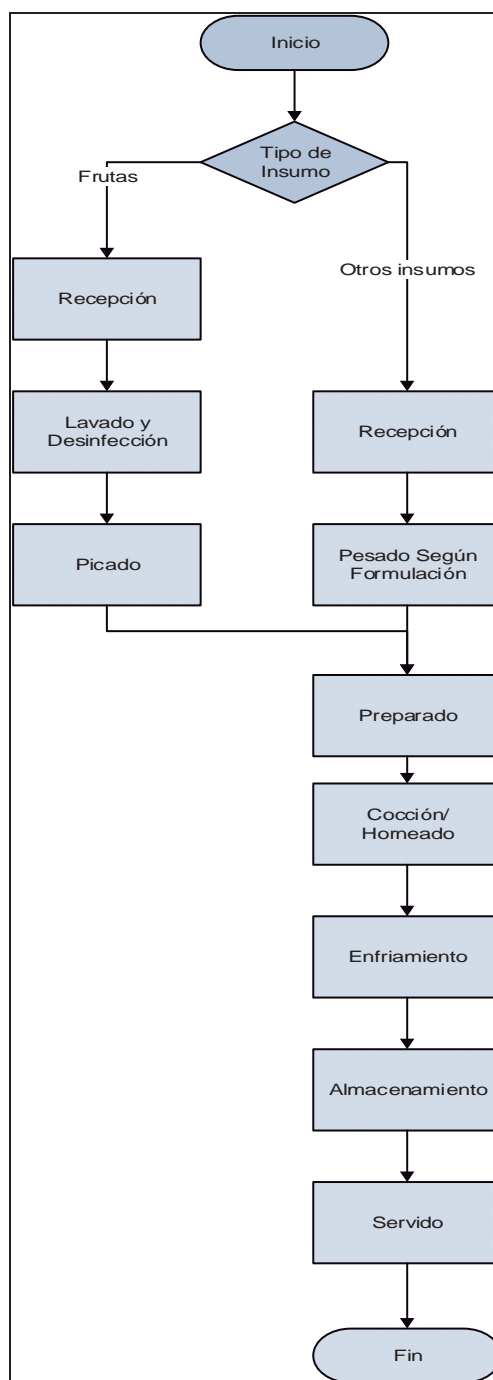 Inicio
Tipo de
Insumo
Frutas
Otros insumos
Recepción
Lavado y
Desinfección
Recepción
Picado
Pesado Según
Formulación
Preparado
Cocción/
Horneado
Enfriamiento
Almacenamiento
Servido
Fin